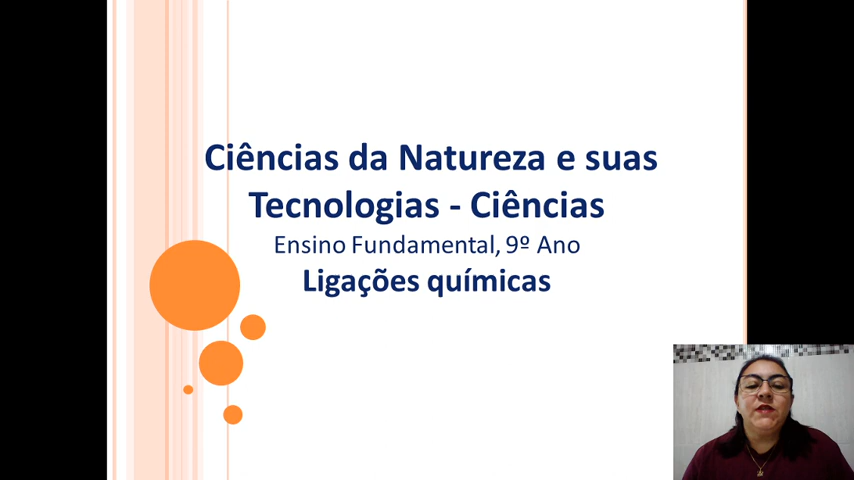 Ciências da Natureza e suas
Tecnologias - Ciências
Ensino Fundamental, 9º Ano
Ligações químicas